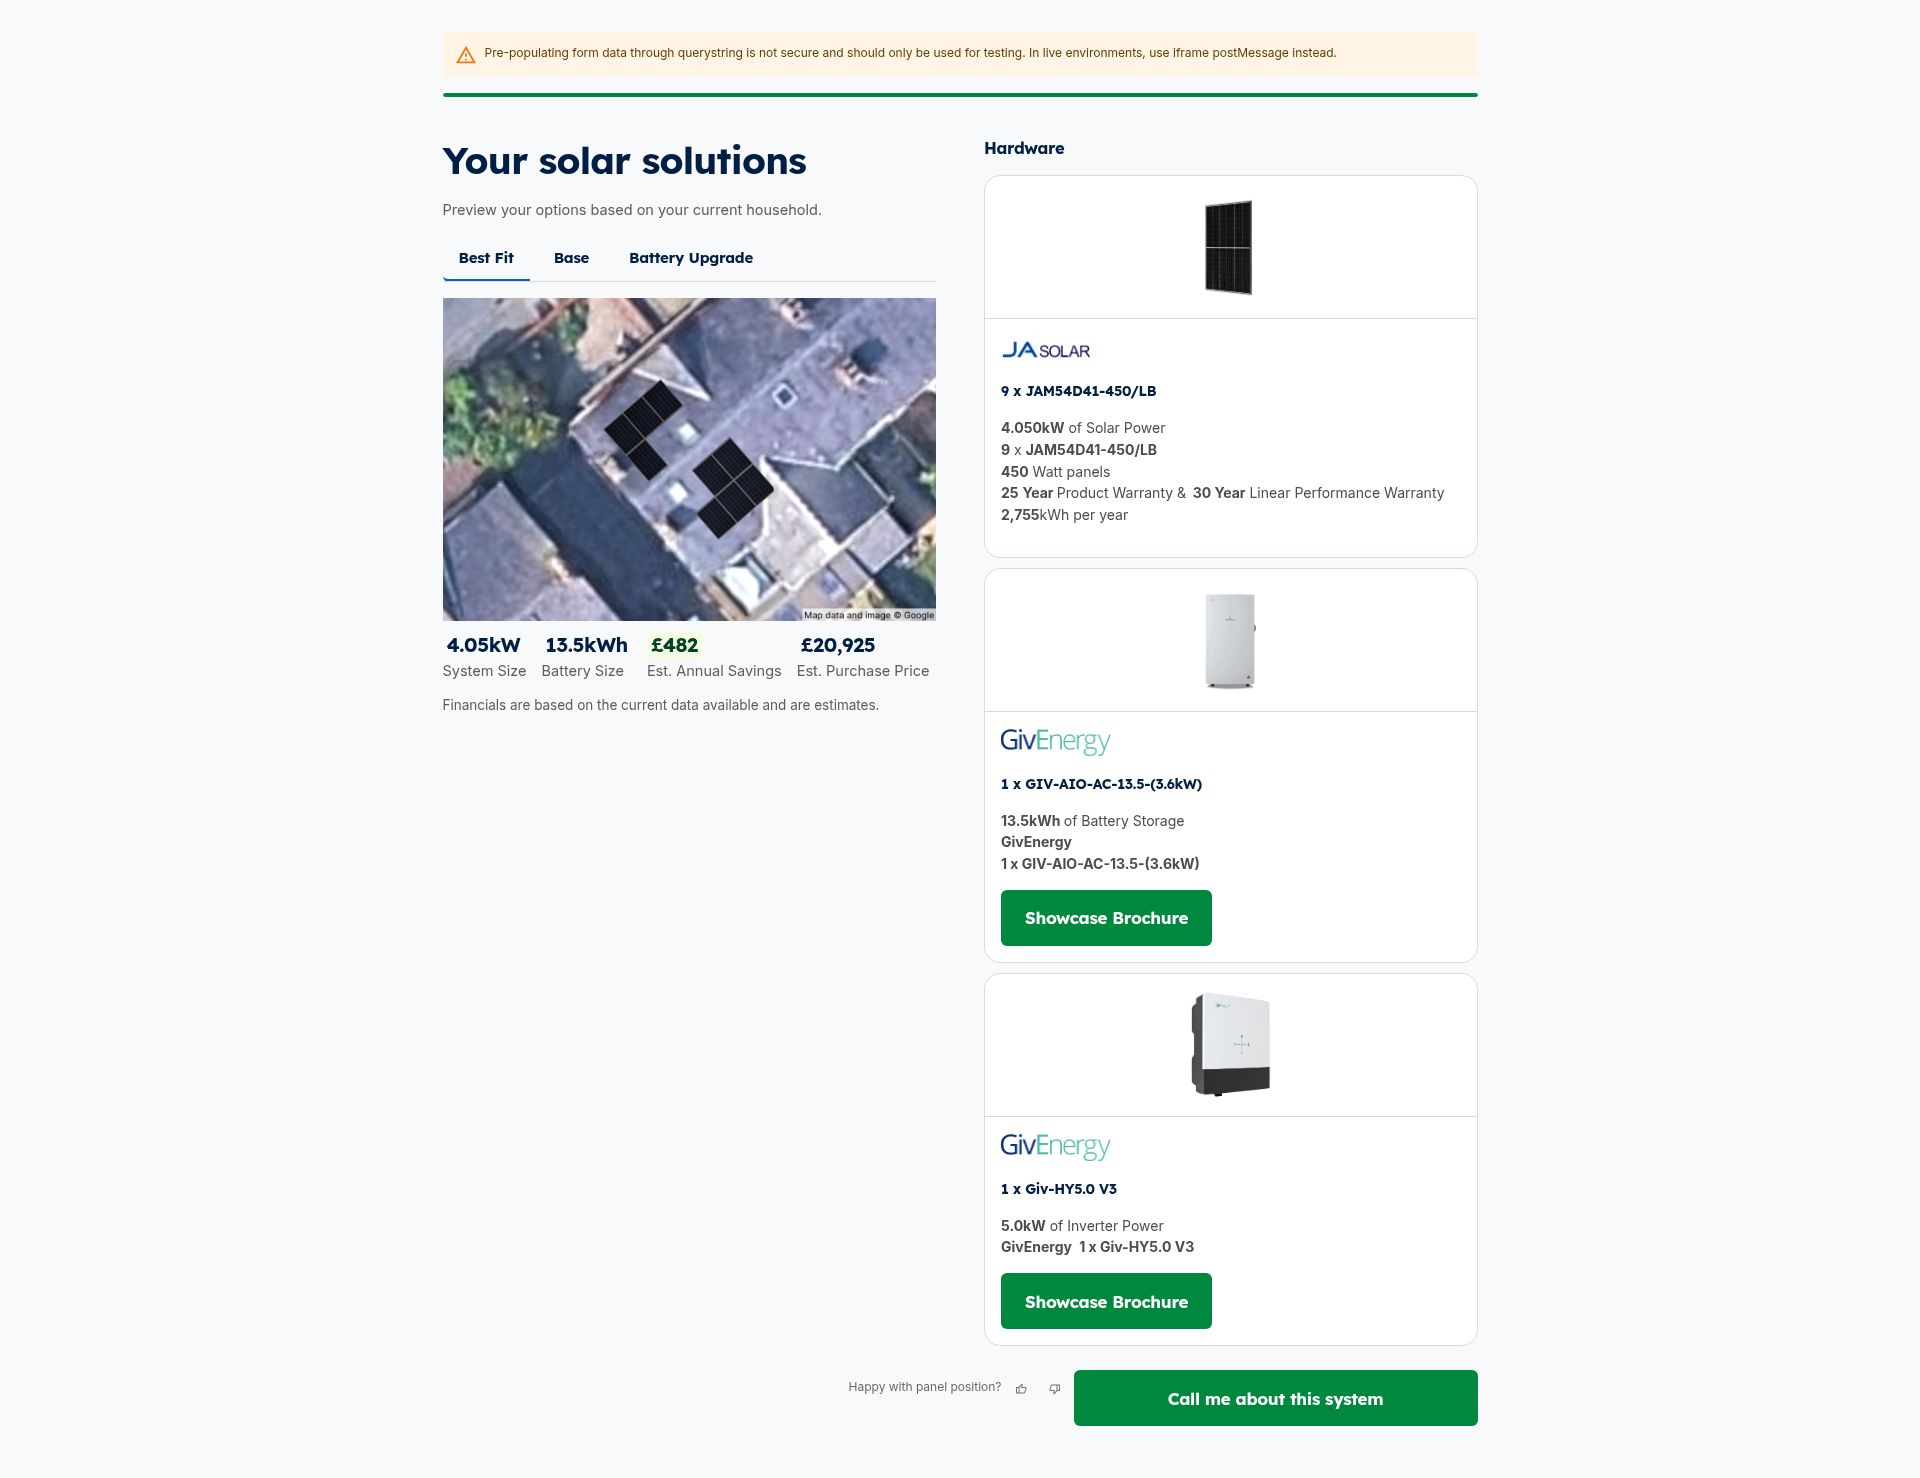 Pre-populating form data through querystring is not secure and should only be used for testing. In live environments, use iframe postMessage instead.
Your solar solutions
Preview your options based on your current household.
Best Fit Base Battery Upgrade
Map data and image © Google
4.05kW 13.5kWh £482 £20,925
System Size Battery Size Est. Annual Savings Est. Purchase Price
Financials are based on the current data available and are estimates.
Hardware
JA SOLAR
9 x JAM54D41-450/LB
4.050kW of Solar Power
9 x JAM54D41-450/LB
450 Watt panels
25 Year Product Warranty & 30 Year Linear Performance Warranty
2,755kWh per year
GivEnergy
1 x GIV-AIO-AC-13.5-(3.6kW)
13.5kWh of Battery Storage
GivEnergy
1 x GIV-AIO-AC-13.5-(3.6kW)
Showcase Brochure
GivEnergy
1 x Giv-HY5.0 V3
5.0kW of Inverter Power
GivEnergy 1 x Giv-HY5.0 V3
Showcase Brochure
Happy with panel position?
Call me about this system